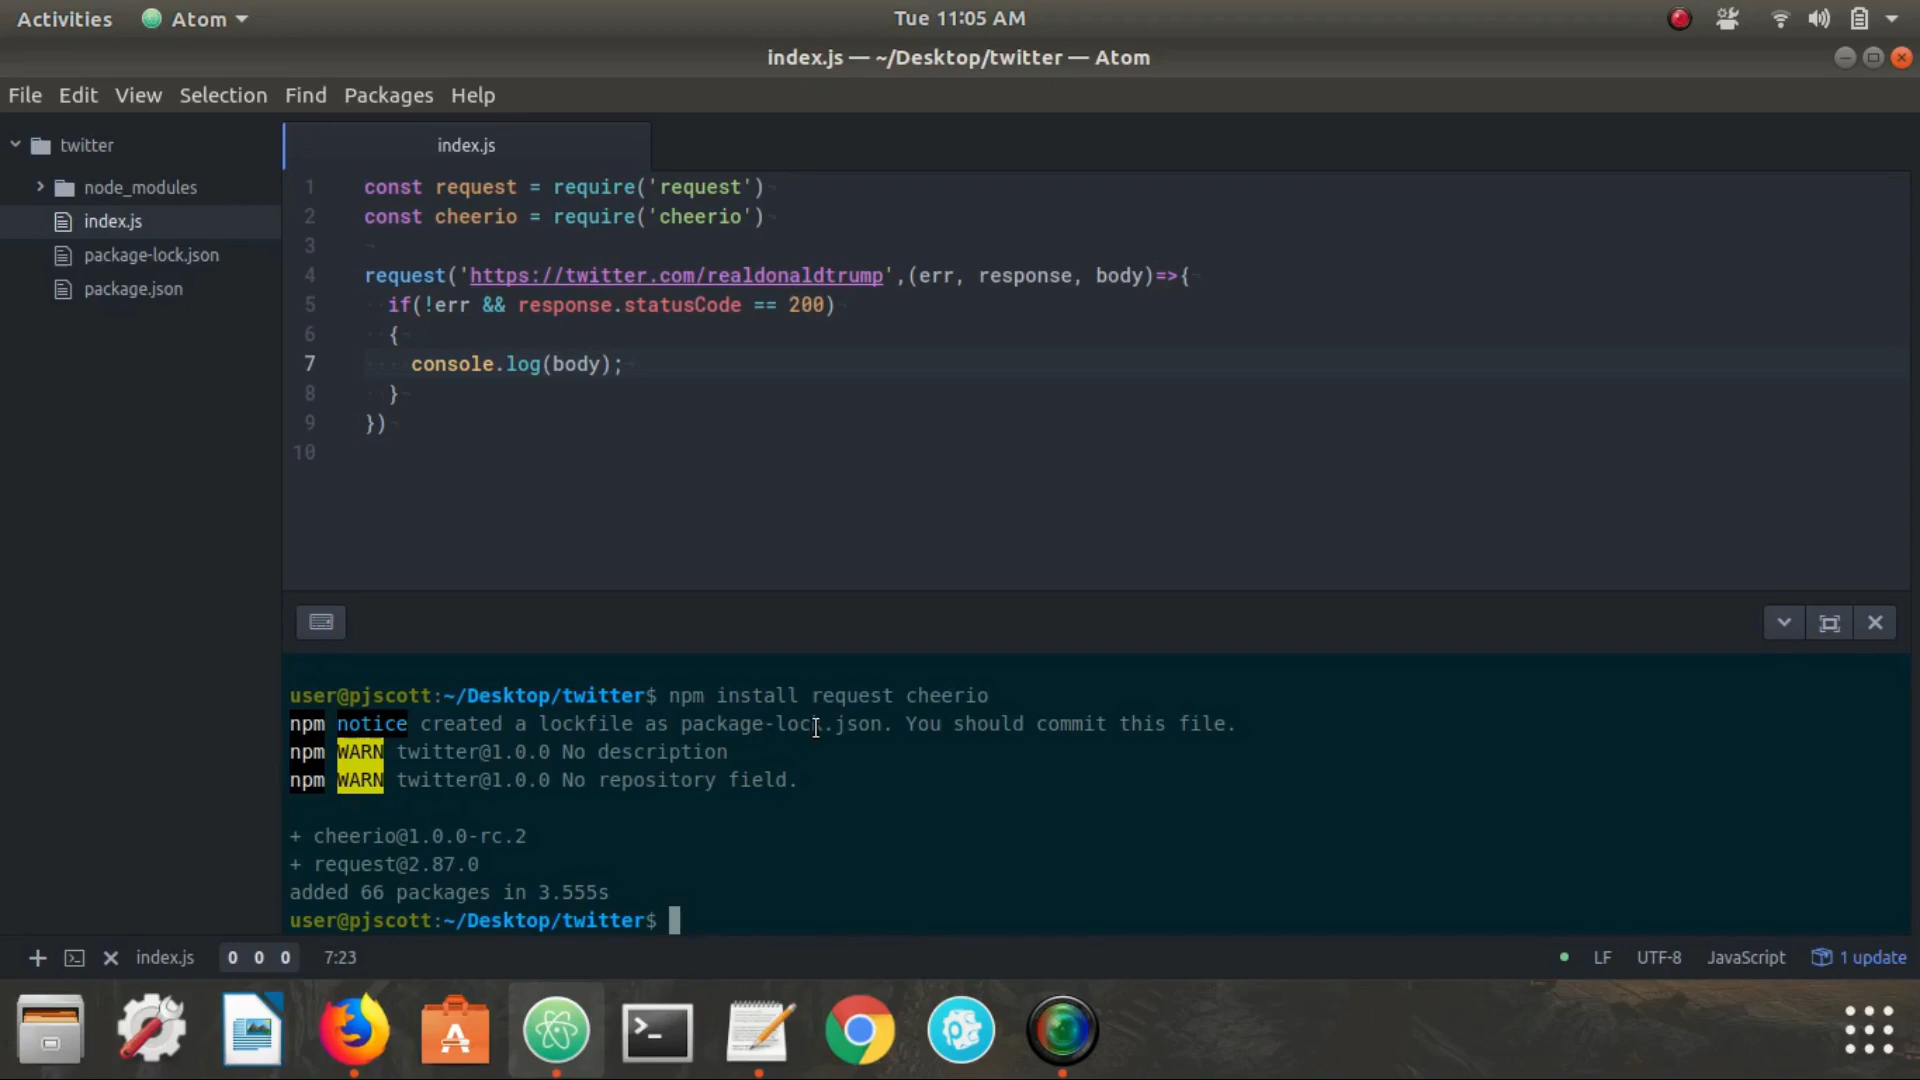 Activities Atom Tue 11:05 AM
index.js — ~/Desktop/twitter — Atom
File Edit View Selection Find Packages Help
twitter
node_modules
index.js
package-lock.json
package.json
index.js
1 const request = require('request')
2 const cheerio = require('cheerio')
3
4 request('https://twitter.com/realdonaldtrump',(err, response, body)=>{
5 if(!err && response.statusCode == 200)
6 {
7 console.log(body);
8 }
9 })
10
user@pjscott:~/Desktop/twitter$ npm install request cheerio
npm notice created a lockfile as package-lock.json. You should commit this file.
npm WARN twitter@1.0.0 No description
npm WARN twitter@1.0.0 No repository field.
+ cheerio@1.0.0-rc.2
+ request@2.87.0
added 66 packages in 3.555s
user@pjscott:~/Desktop/twitter$
index.js 0 0 0 7:23 LF UTF-8 JavaScript 1 update